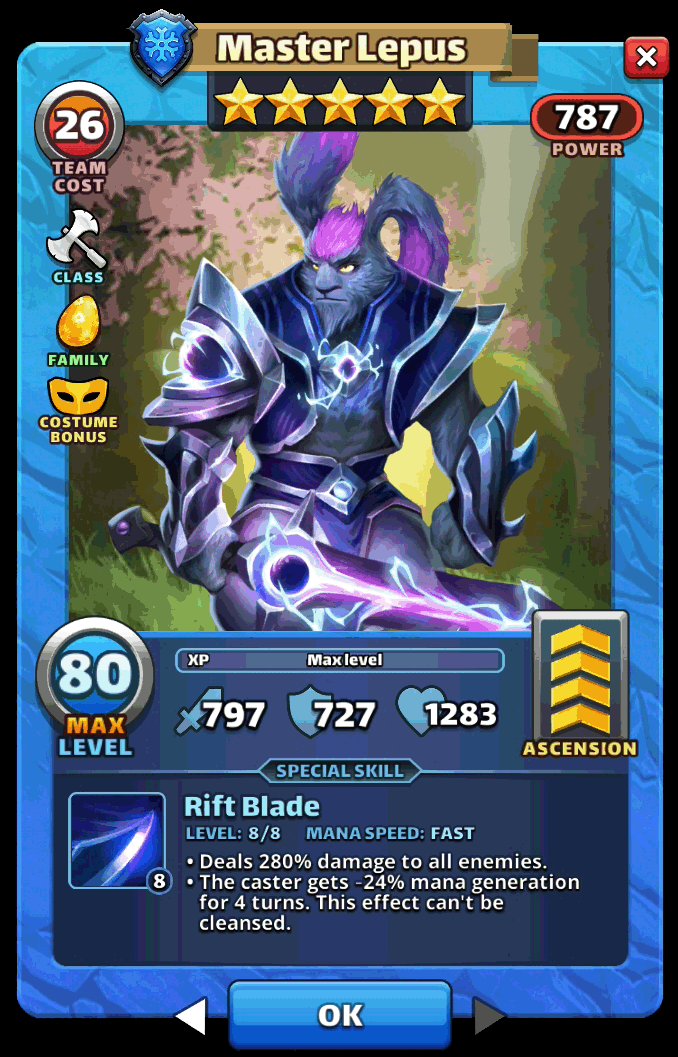 Master Lepus
26
TEAM
COST
787
POWER
CLASS
FAMILY
COSTUME
BONUS
80
MAX
LEVEL
XP Max level
797 727 1283
ASCENSION
SPECIAL SKILL
Rift Blade
LEVEL: 8/8 MANA SPEED: FAST
8
• Deals 280% damage to all enemies.
• The caster gets -24% mana generation
for 4 turns. This effect can't be
cleansed.
OK